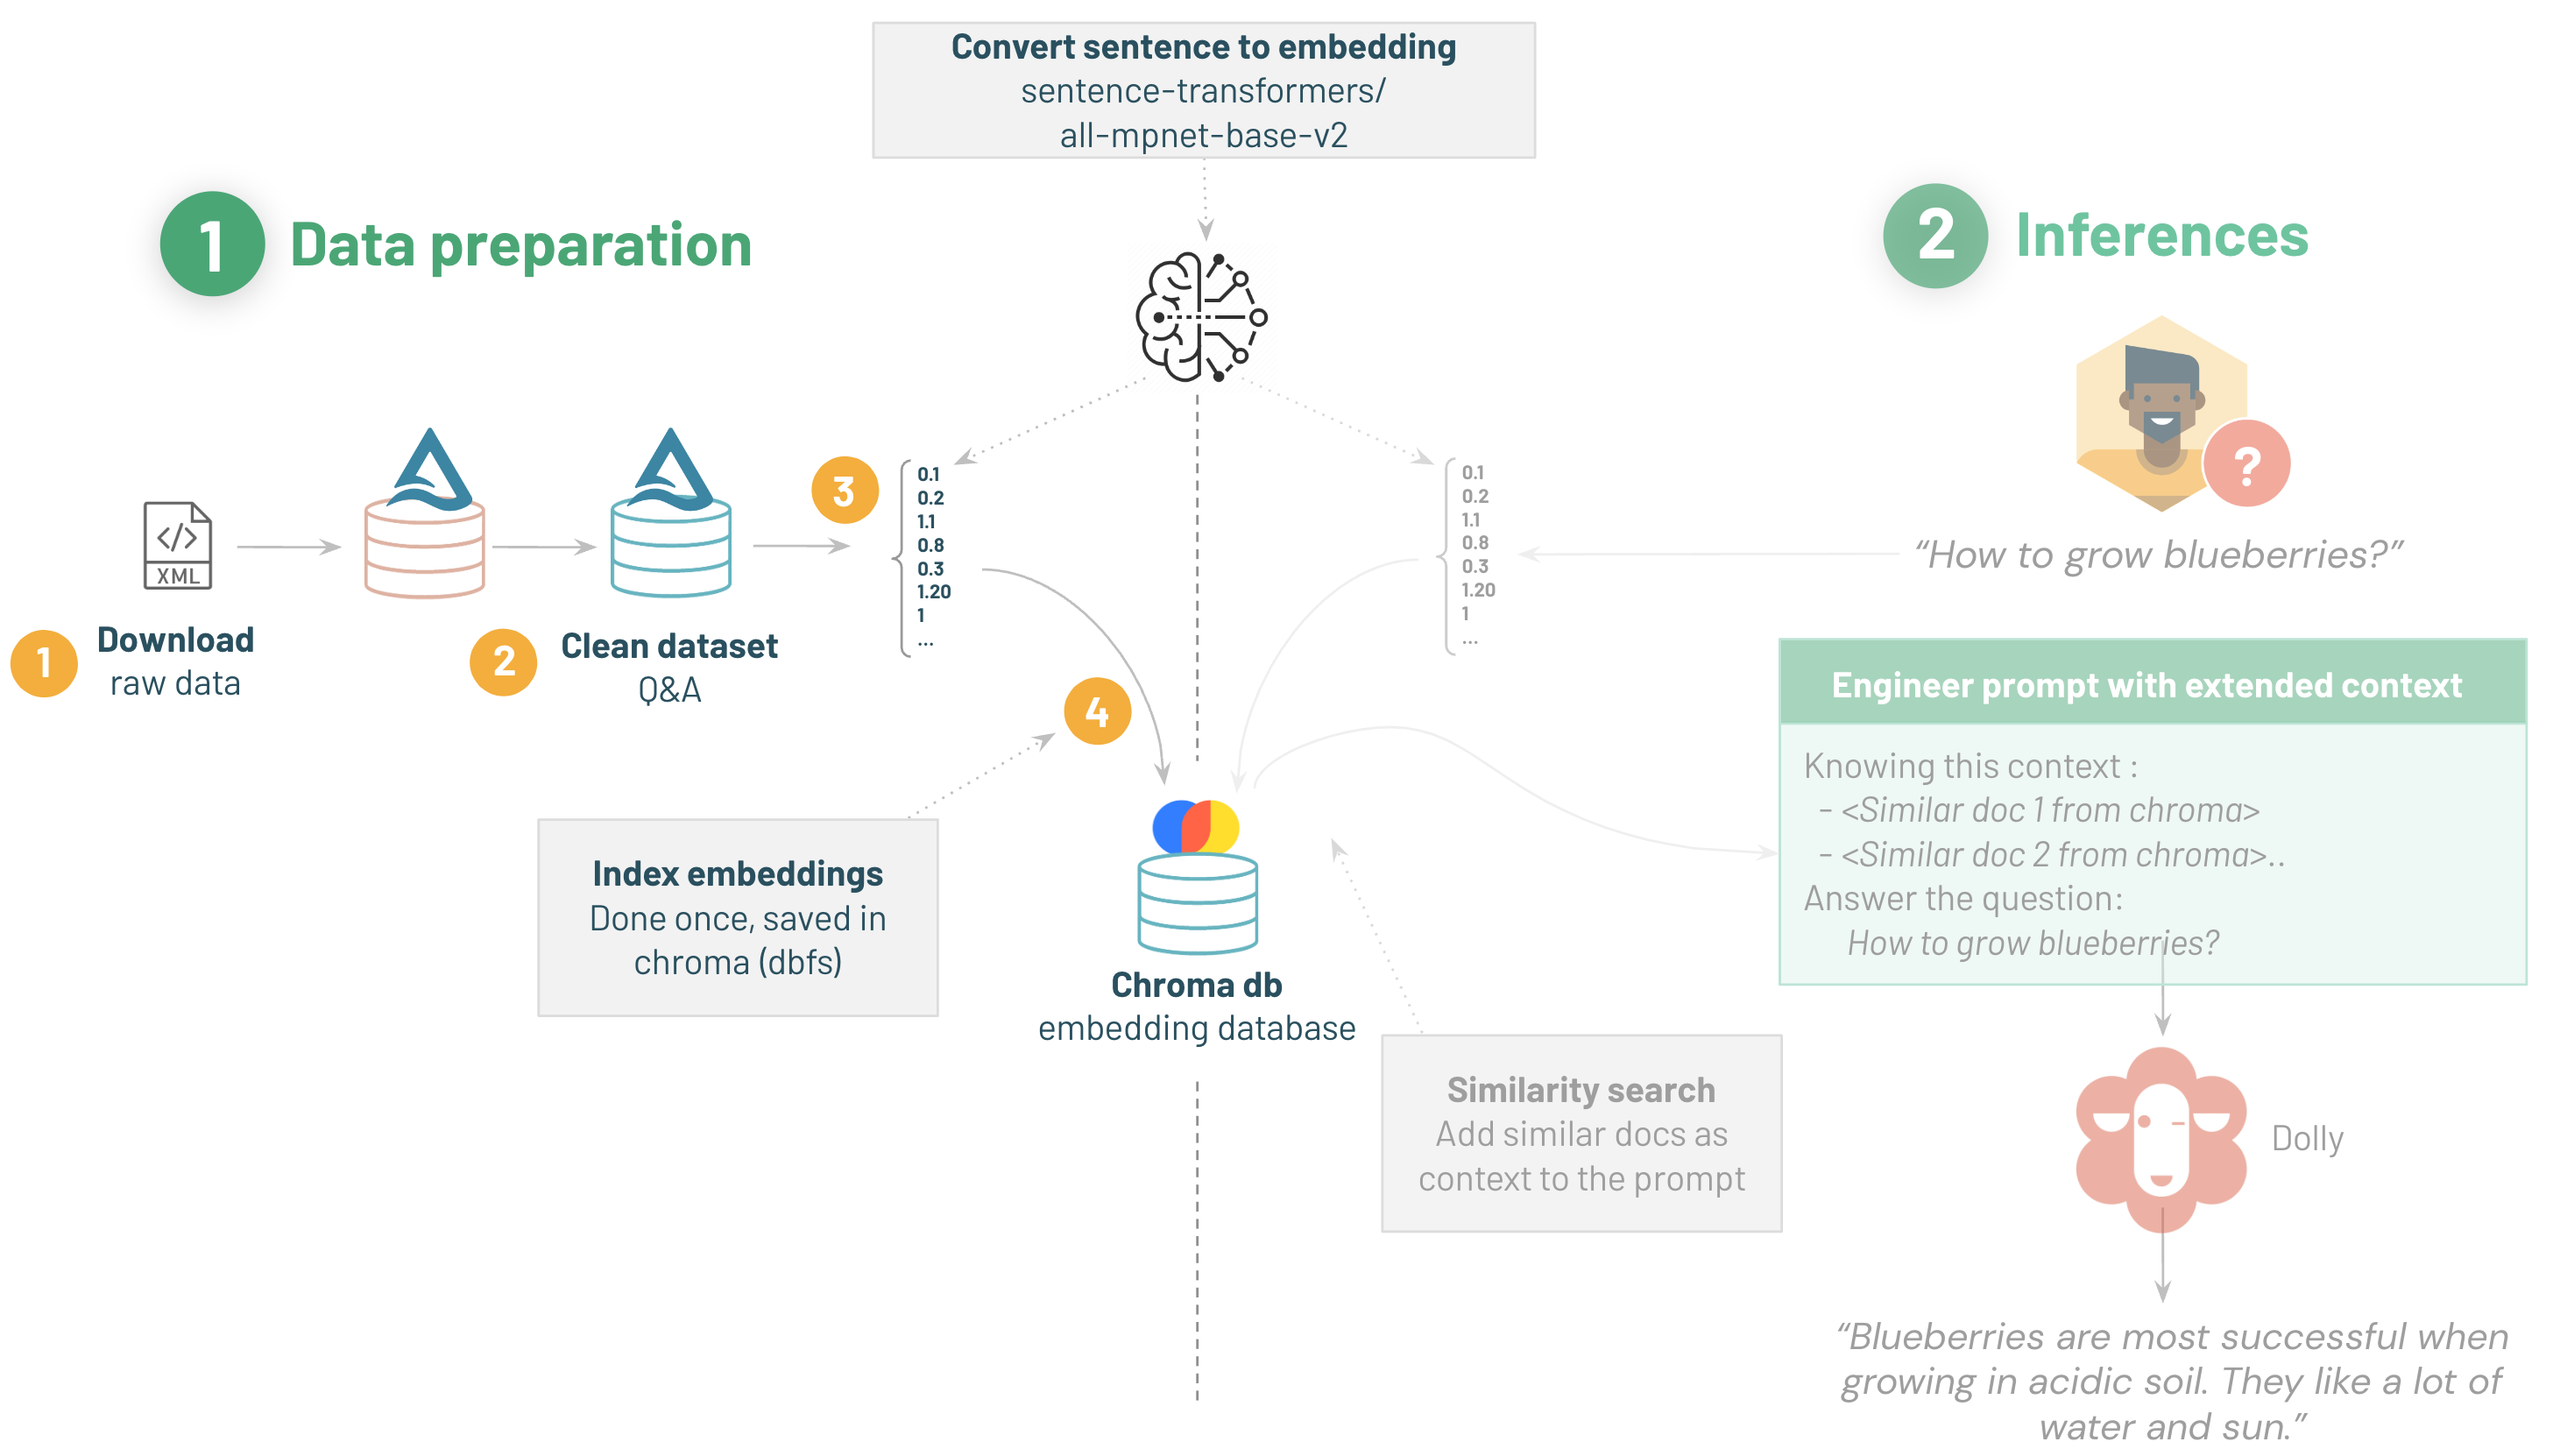 Convert sentence to embedding
sentence-transformers/
all-mpnet-base-v2
1
Data preparation
2
Inferences
XML
1
Download
raw data
2
Clean dataset
Q&A
3
0.1
0.2
1.1
0.8
0.3
1.20
1
...
4
Index embeddings
Done once, saved in
chroma (dbfs)
Chroma db
embedding database
0.1
0.2
1.1
0.8
0.3
1.20
1
...
?
“How to grow blueberries?”
Engineer prompt with extended context
Knowing this context :
- <Similar doc 1 from chroma>
- <Similar doc 2 from chroma>..
Answer the question:
How to grow blueberries?
Similarity search
Add similar docs as
context to the prompt
Dolly
“Blueberries are most successful when
growing in acidic soil. They like a lot of
water and sun.”